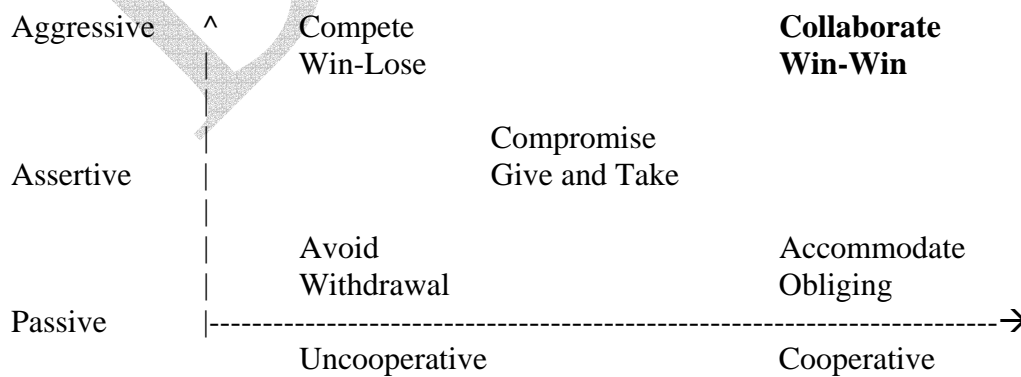 Aggressive ^ Compete Collaborate
| Win-Lose Win-Win
|
| Compromise
Assertive | Give and Take
|
| Avoid Accommodate
| Withdrawal Obliging
Passive |--------------------------------------------------------------------------→
Uncooperative Cooperative